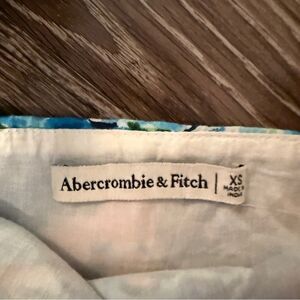 Abercrombie & Fitch | XS
MADE IN
INDIA